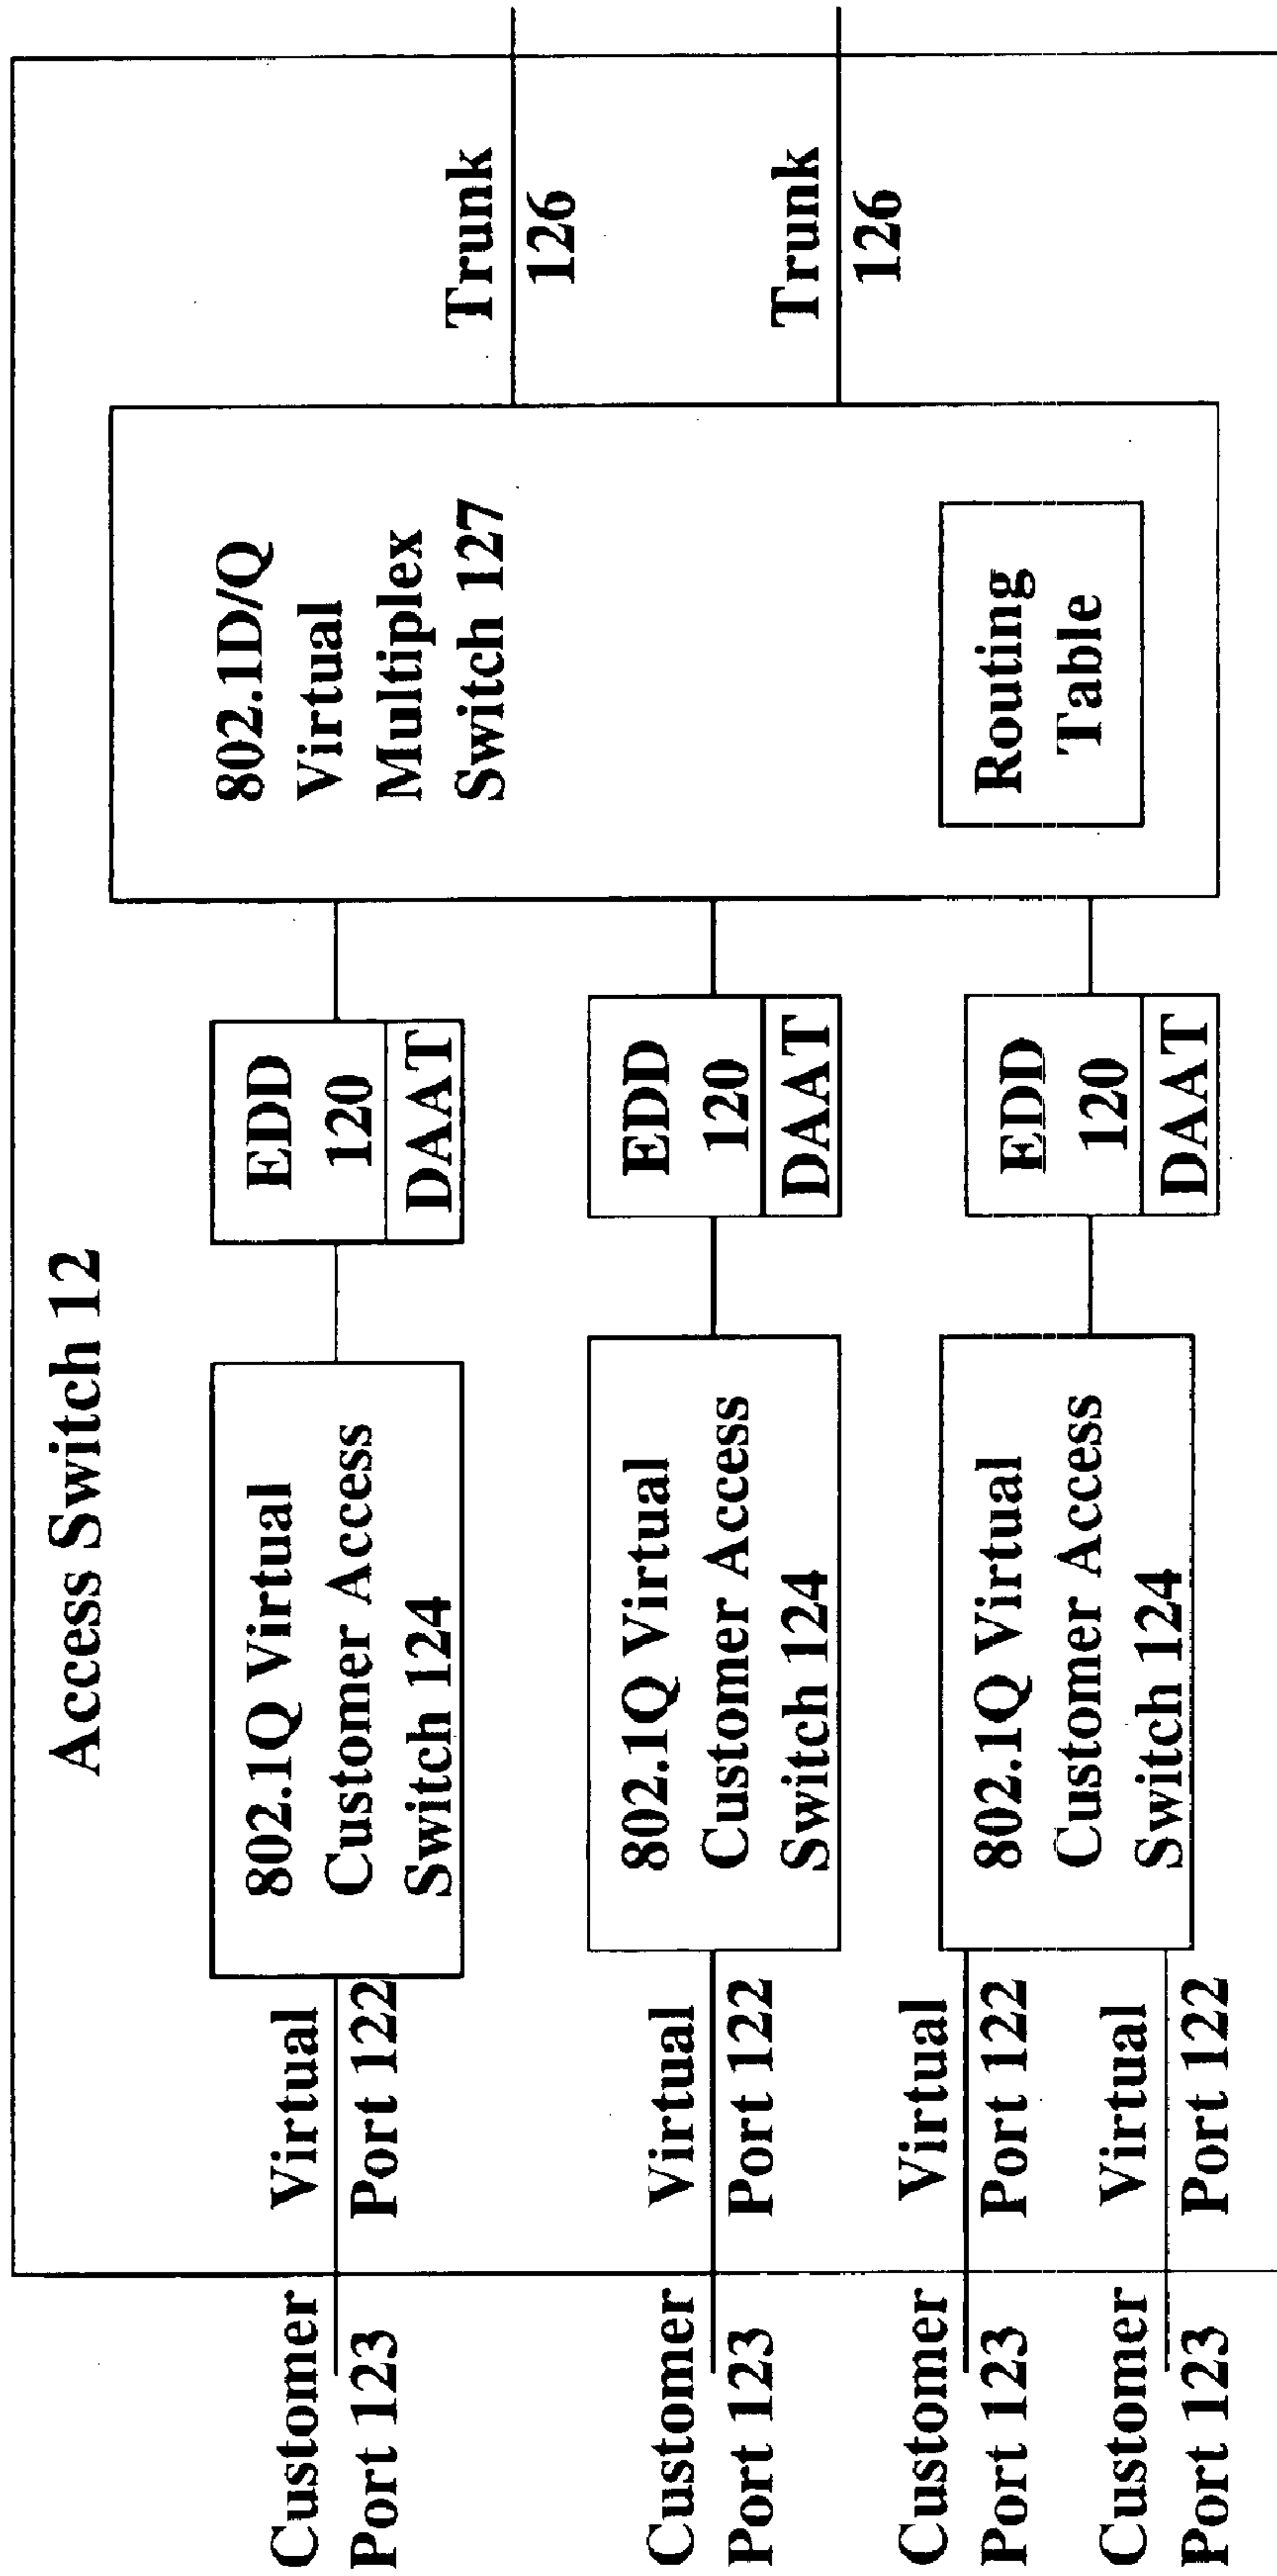 Access Switch 12
Customer
Port 123
Virtual
Port 122
802.1Q Virtual
Customer Access
Switch 124
EDD
120
DAAT
802.1D/Q
Virtual
Multiplex
Switch 127
Trunk
126
Customer
Port 123
Virtual
Port 122
802.1Q Virtual
Customer Access
Switch 124
EDD
120
DAAT
Trunk
126
Customer
Port 123
Virtual
Port 122
Customer
Port 123
Virtual
Port 122
802.1Q Virtual
Customer Access
Switch 124
EDD
120
DAAT
Routing
Table